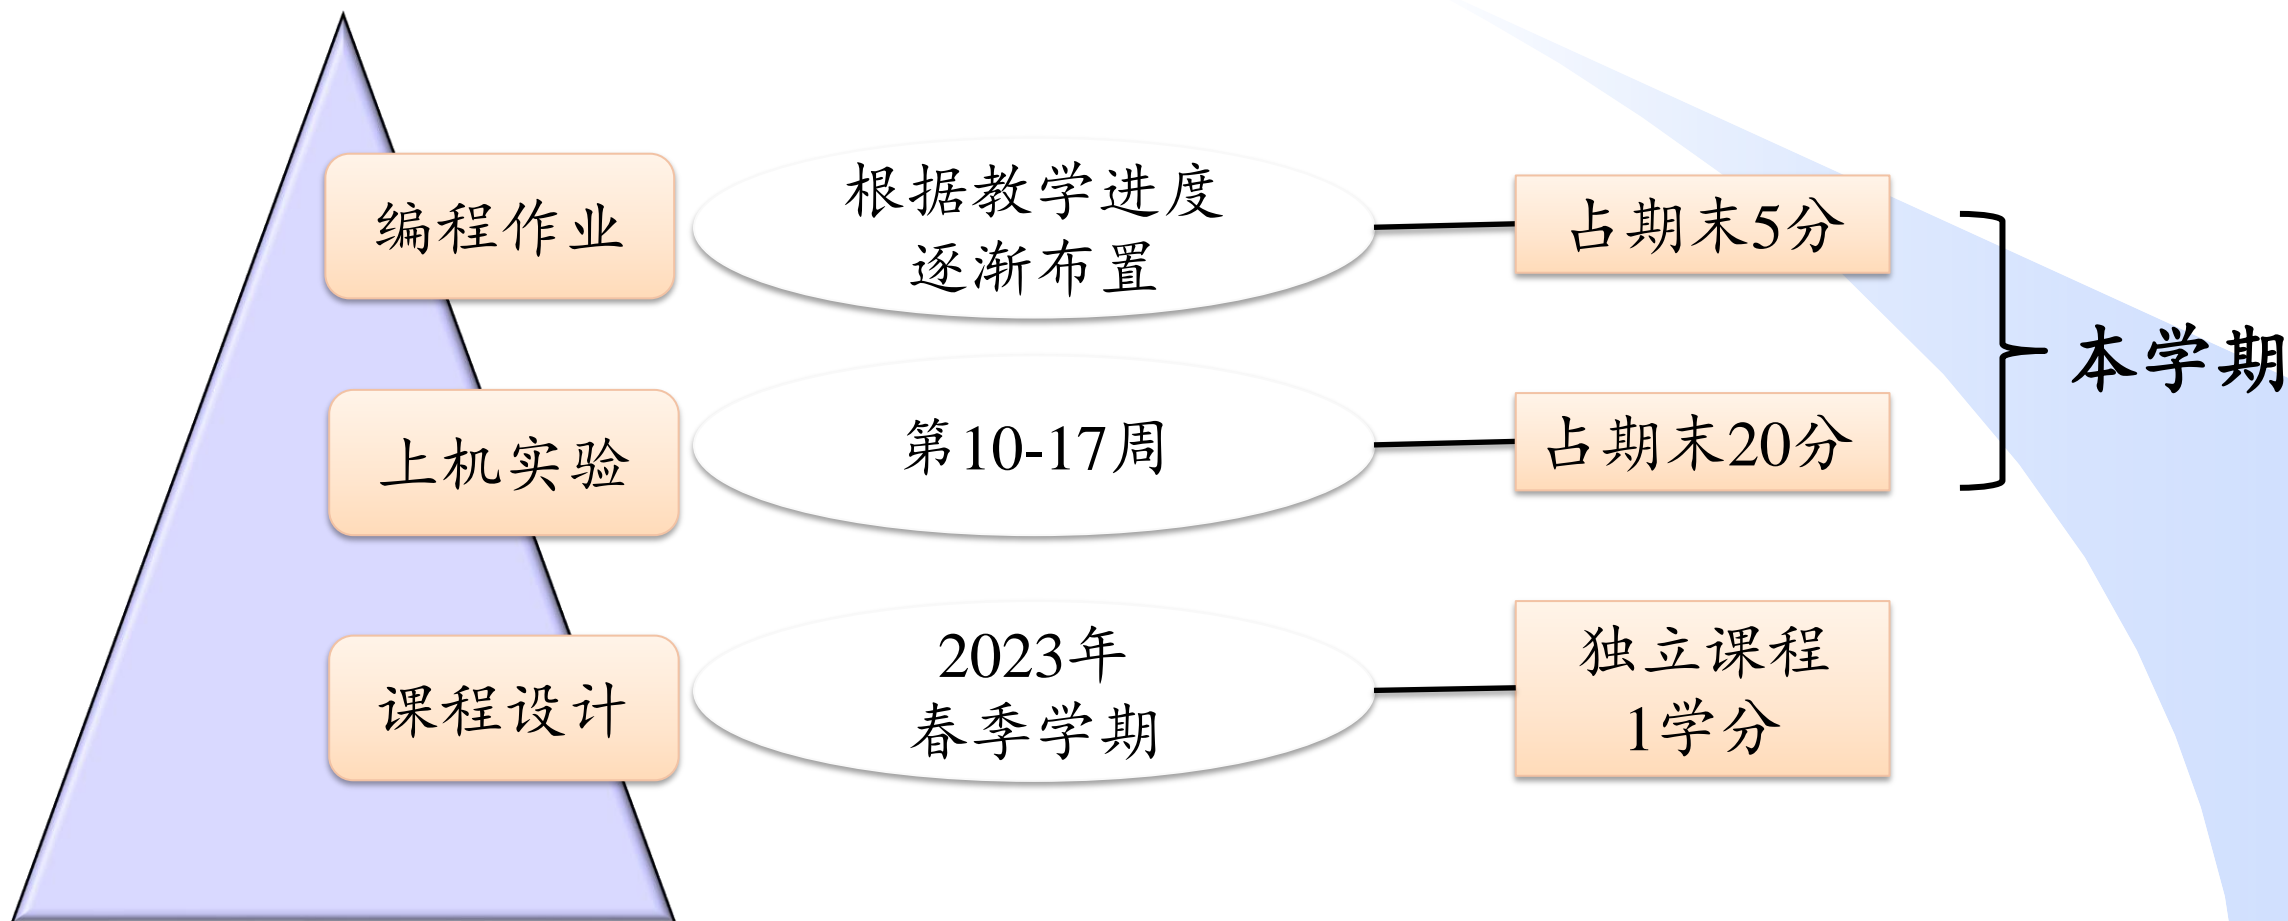 编程作业
根据教学进度
逐渐布置
占期末5分
本学期
上机实验
第10-17周
占期末20分
课程设计
2023年
春季学期
独立课程
1学分